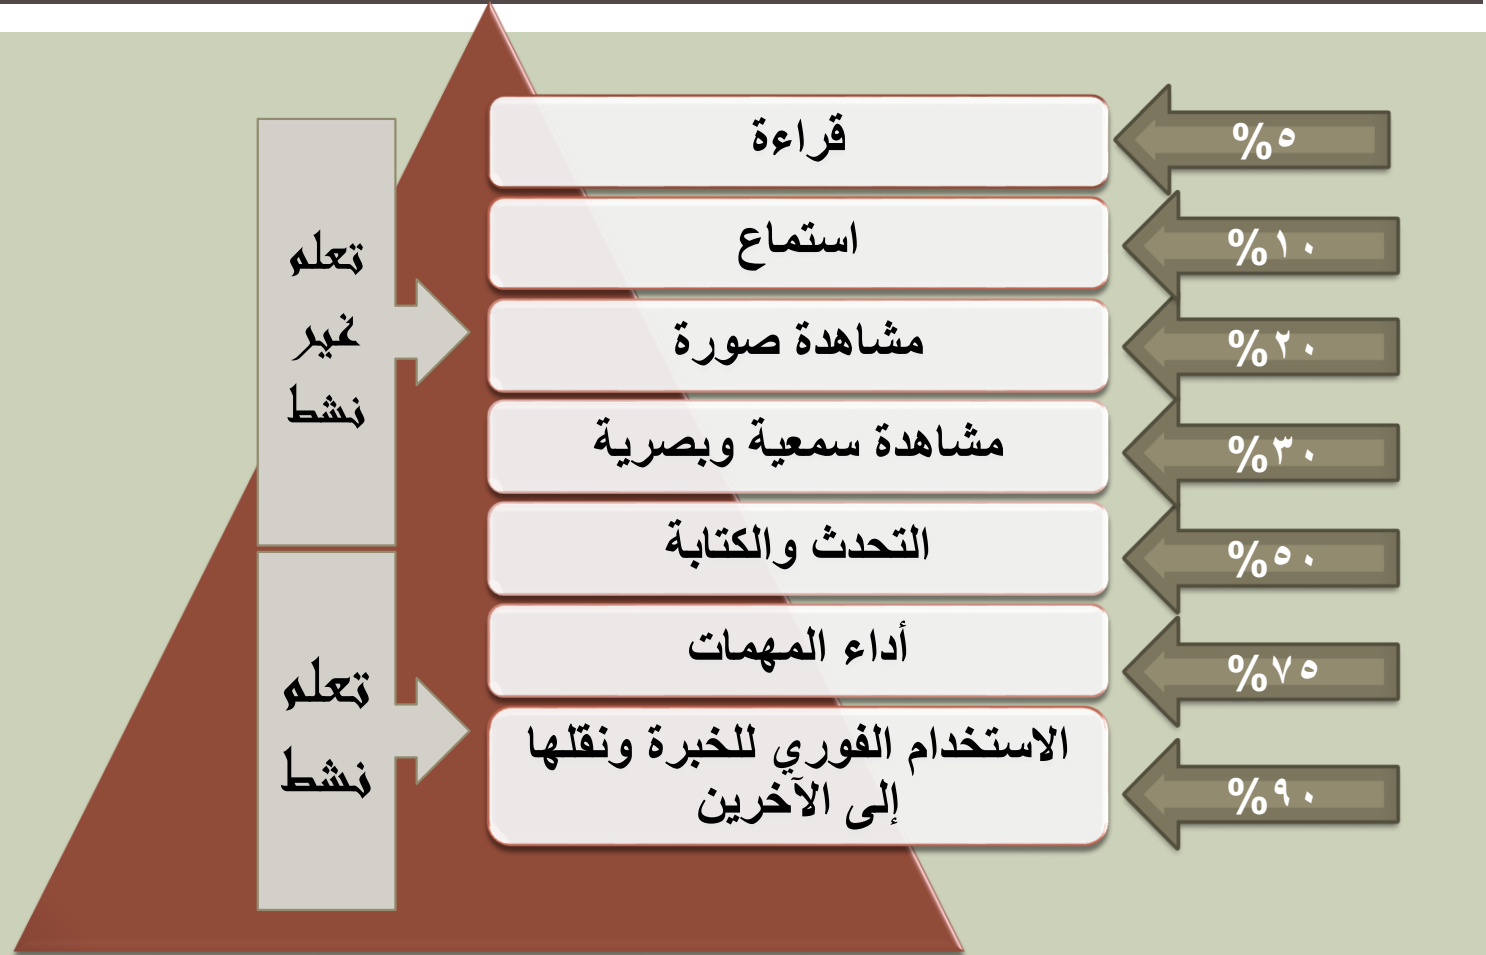 قراءة
%٥
استماع
%١٠
مشاهدة صورة
%٢٠
مشاهدة سمعية وبصرية
%٣٠
التحدث والكتابة
%٥٠
أداء المهمات
%٧٥
الاستخدام الفوري للخبرة ونقلها
إلى الآخرين
%٩٠
تعلم
غير
نشط
تعلم
نشط